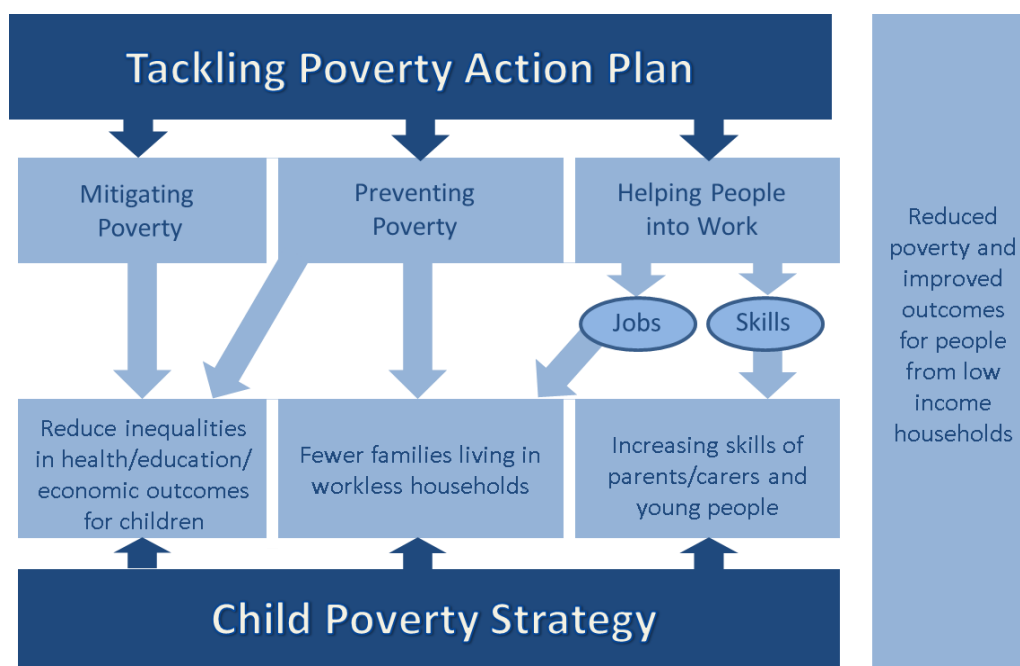 Tackling Poverty Action Plan
Mitigating
Poverty
Preventing
Poverty
Helping People
into Work
Jobs
Skills
Reduce inequalities
in health/education/
economic outcomes
for children
Fewer families living in
workless households
Increasing skills of
parents/carers and
young people
Child Poverty Strategy
Reduced
poverty and
improved
outcomes
for people
from low
income
households